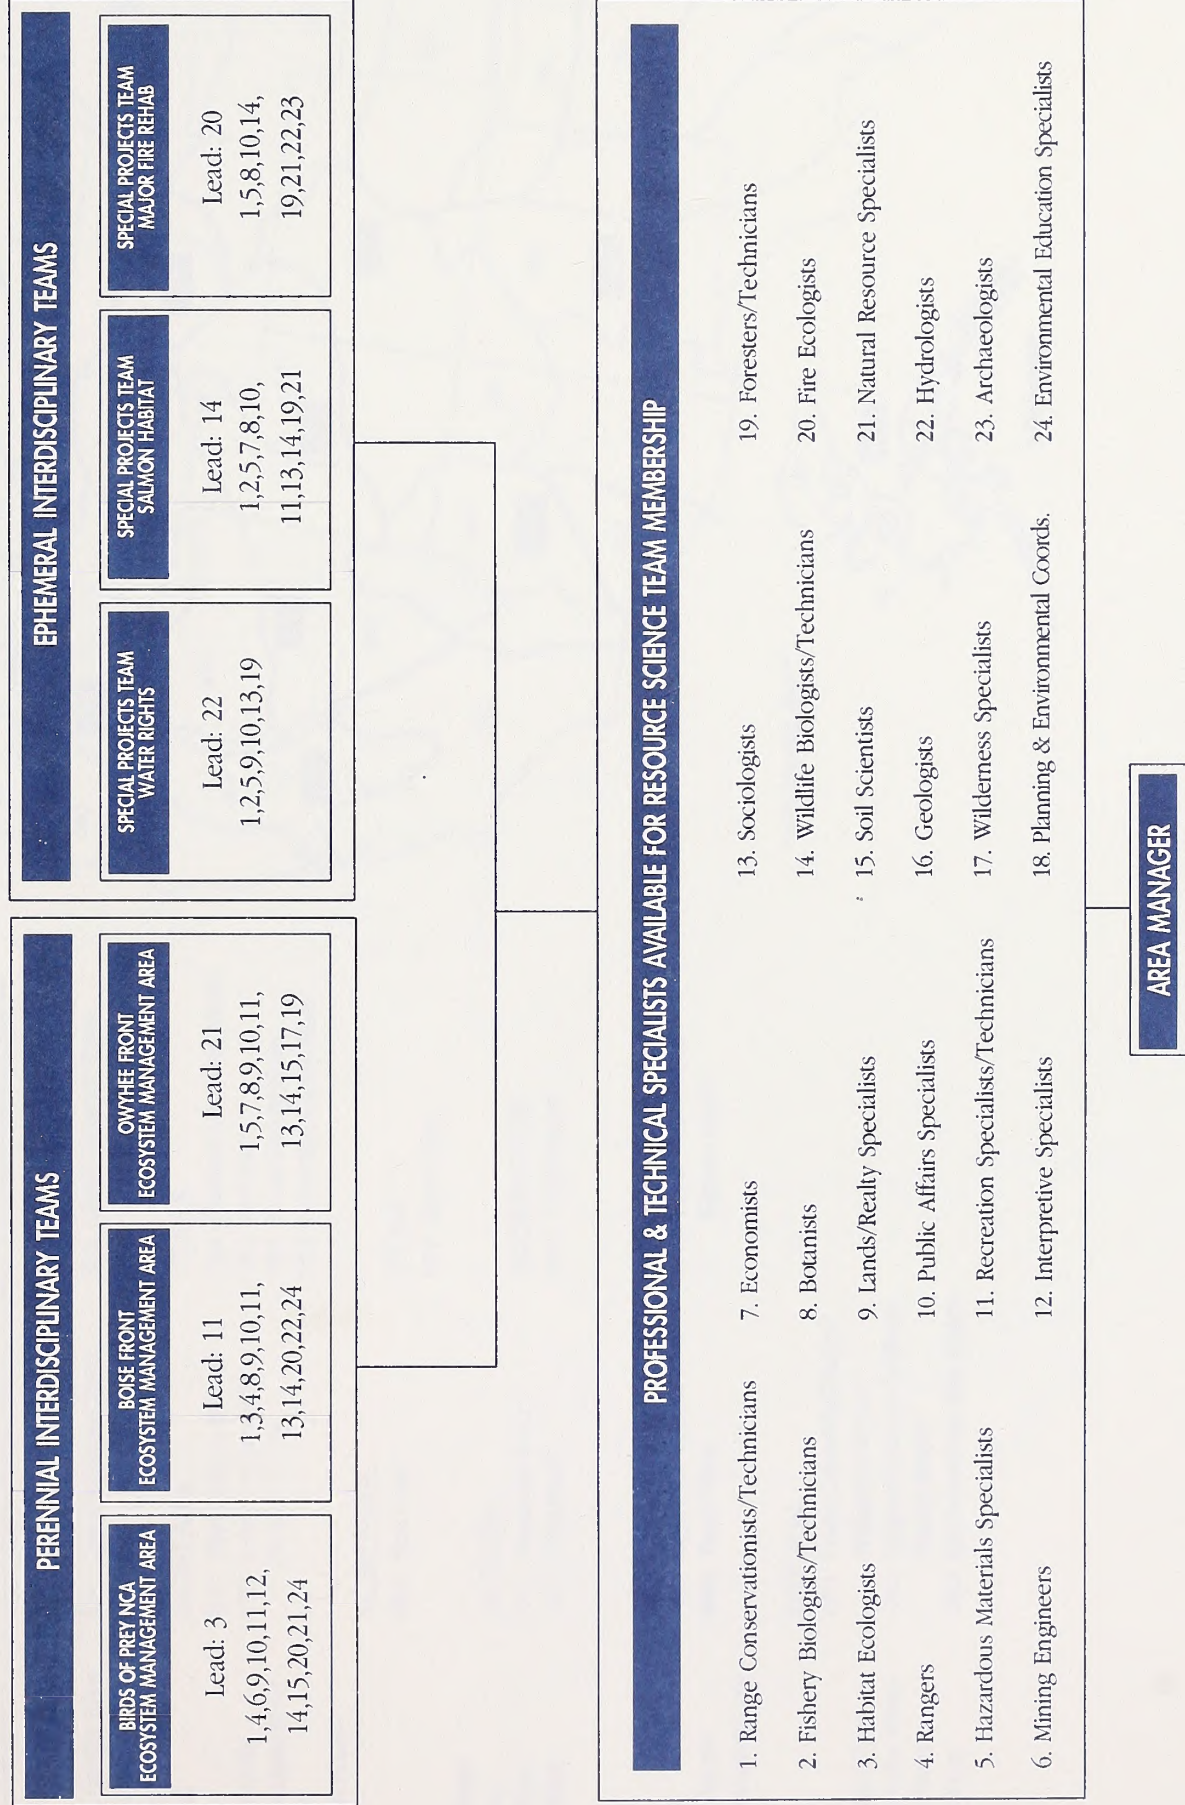 PERENNIAL INTERDISCIPLINARY TEAMS
BIRDS OF PREY NCA
ECOSYSTEM MANAGEMENT AREA
Lead: 3
1,4,6,9,10,11,12,
14,15,20,21,24
BOISE FRONT
ECOSYSTEM MANAGEMENT AREA
Lead: 11
1,3,4,8,9,10,11,
13,14,20,22,24
OWYHEE FRONT
ECOSYSTEM MANAGEMENT AREA
Lead: 21
1,5,7,8,9,10,11,
13,14,15,17,19
EPHEMERAL INTERDISCIPLINARY TEAMS
SPECIAL PROJECTS TEAM
WATER RIGHTS
Lead: 22
1,2,5,9,10,13,19
SPECIAL PROJECTS TEAM
SALMON HABITAT
Lead: 14
1,2,5,7,8,10,
11,13,14,19,21
SPECIAL PROJECTS TEAM
MAJOR FIRE REHAB
Lead: 20
1,5,8,10,14,
19,21,22,23
PROFESSIONAL & TECHNICAL SPECIALISTS AVAILABLE FOR RESOURCE SCIENCE TEAM MEMBERSHIP
1. Range Conservationists/Technicians
2. Fishery Biologists/Technicians
3. Habitat Ecologists
4. Rangers
5. Hazardous Materials Specialists
6. Mining Engineers
7. Economists
8. Botanists
9. Lands/Realty Specialists
10. Public Affairs Specialists
11. Recreation Specialists/Technicians
12. Interpretive Specialists
13. Sociologists
14. Wildlife Biologists/Technicians
15. Soil Scientists
16. Geologists
17. Wilderness Specialists
18. Planning & Environmental Coords.
19. Foresters/Technicians
20. Fire Ecologists
21. Natural Resource Specialists
22. Hydrologists
23. Archaeologists
24. Environmental Education Specialists
AREA MANAGER